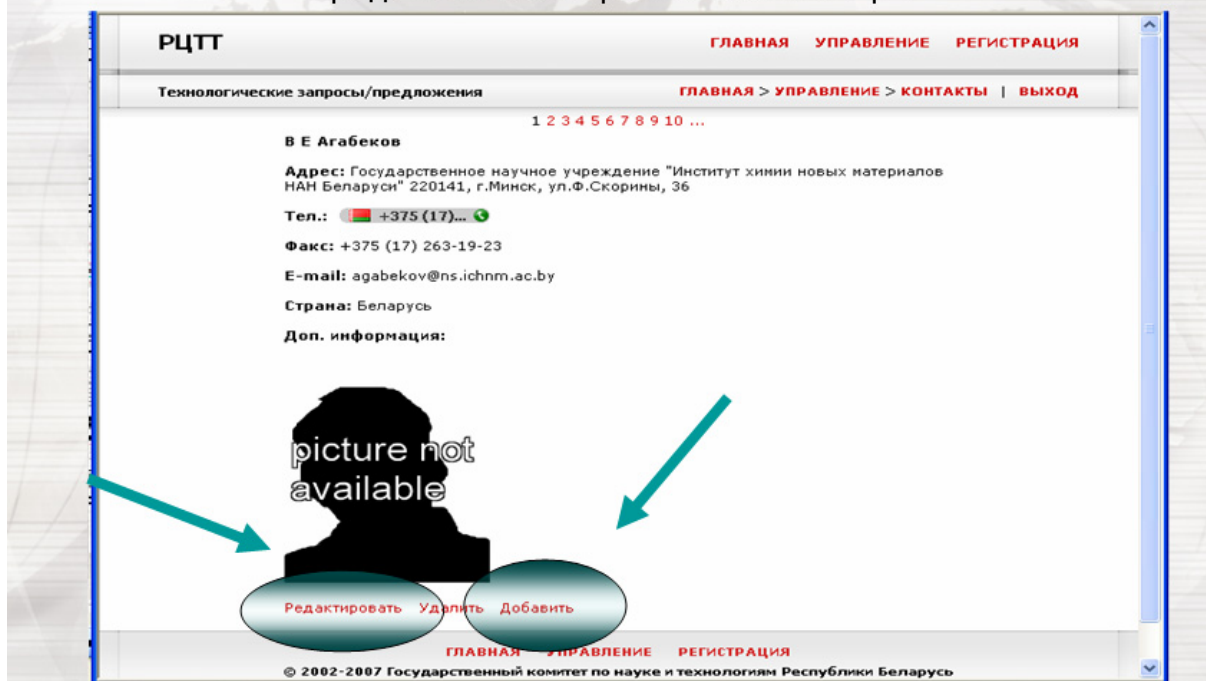 РЦТТ
ГЛАВНАЯ УПРАВЛЕНИЕ РЕГИСТРАЦИЯ
Технологические запросы/предложения
ГЛАВНАЯ > УПРАВЛЕНИЕ > КОНТАКТЫ | ВЫХОД
1 2 3 4 5 6 7 8 9 10 ...
В Е Агабеков
Адрес: Государственное научное учреждение "Институт химии новых материалов
НАН Беларуси" 220141, г.Минск, ул.Ф.Скорины, 36
Тел.: +375 (17)...
Факс: +375 (17) 263-19-23
E-mail: agabekov@ns.ichnm.ac.by
Страна: Беларусь
Доп. информация:
picture not
available
Редактировать Удалить Добавить
ГЛАВНАЯ УПРАВЛЕНИЕ РЕГИСТРАЦИЯ
© 2002-2007 Государственный комитет по науке и технологиям Республики Беларусь